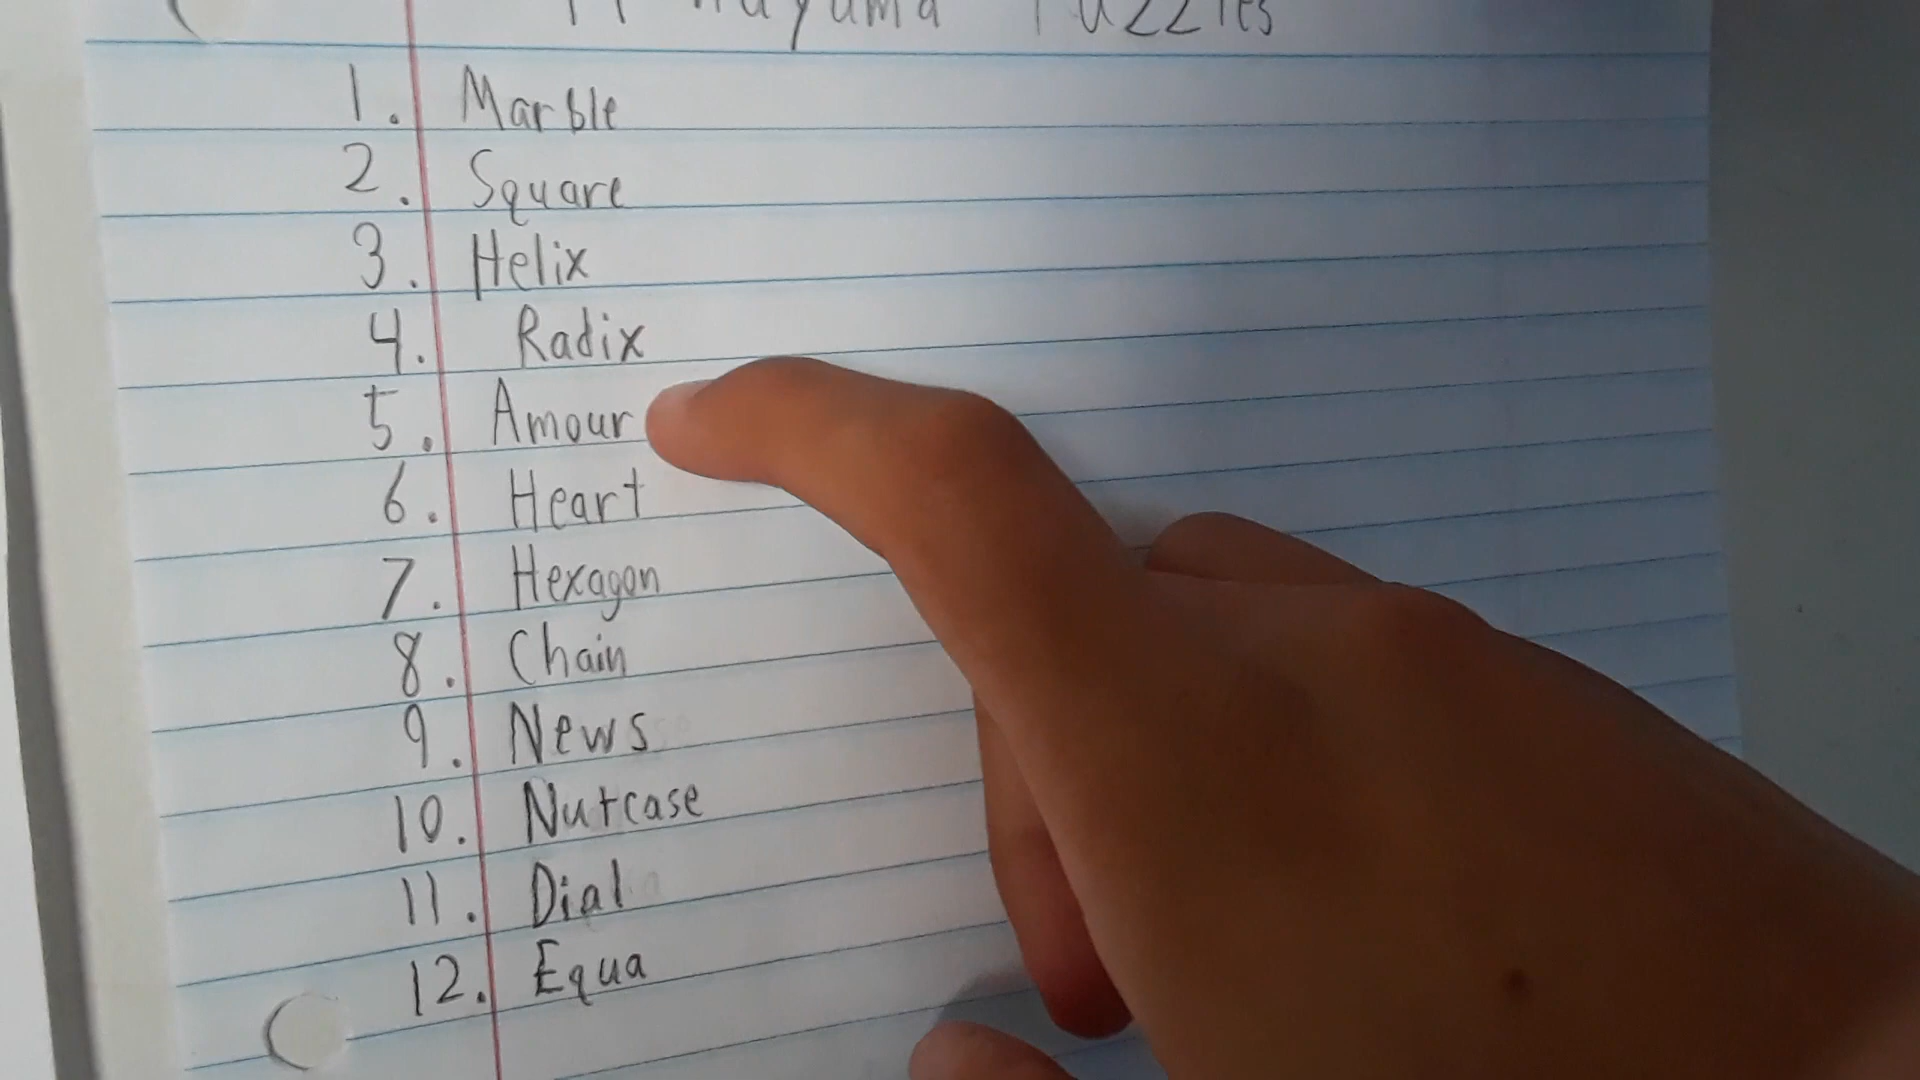 Puzzles
1. Marble
2. Square
3. Helix
4. Radix
5. Amour
6. Heart
7. Hexagon
8. Chain
9. News
10. Nutcase
11. Dial
12. Equa